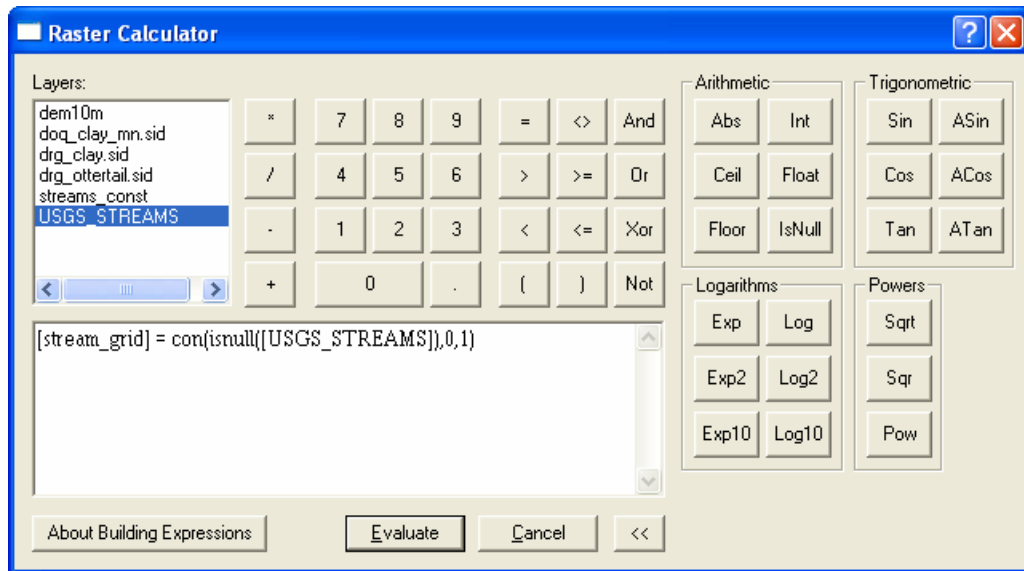 Raster Calculator
Layers:
dem10m
doq_clay_mn.sid
drg_clay.sid
drg_ottertail.sid
streams_const
USGS_STREAMS
* 7 8 9 = <> And
/ 4 5 6 > >= Or
- 1 2 3 < <= Xor
+ 0 . ( ) Not
Arithmetic
Abs Int
Ceil Float
Floor IsNull
Trigonometric
Sin ASin
Cos ACos
Tan ATan
Logarithms
Exp Log
Exp2 Log2
Exp10 Log10
Powers
Sqrt
Sqr
Pow
[stream_grid] = con(isnull([USGS_STREAMS]),0,1)
About Building Expressions Evaluate Cancel <<